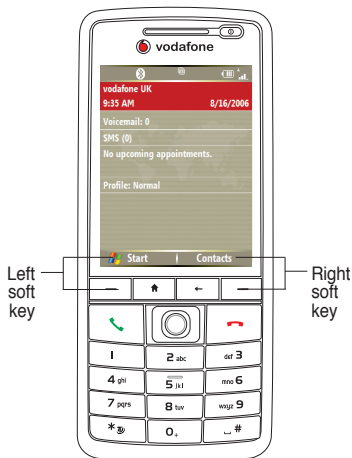 vodafone
vodafone UK
9:35 AM 8/16/2006
Voicemail: 0
SMS (0)
No upcoming appointments.
Profile: Normal
Start Contacts
Left soft key
Right soft key
1 2 abc def 3
4 ghi 5 jkl mno 6
7 pqrs 8 tuv wxyz 9
* 0+ #